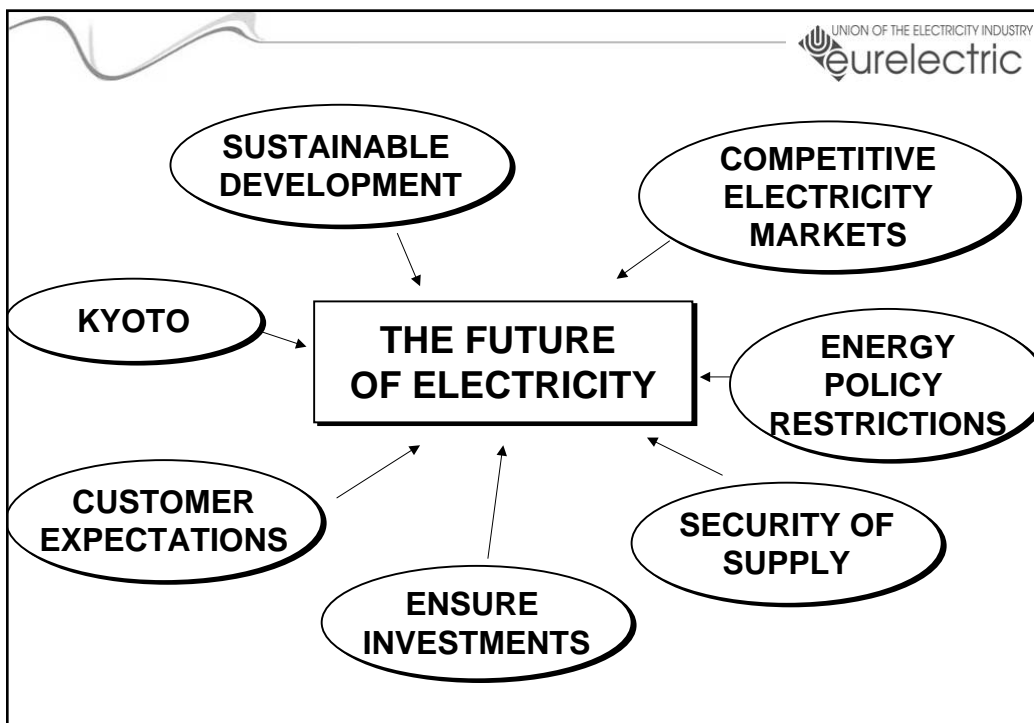 UNION OF THE ELECTRICITY INDUSTRY
eurelectric
SUSTAINABLE
DEVELOPMENT
COMPETITIVE
ELECTRICITY
MARKETS
KYOTO
THE FUTURE
OF ELECTRICITY
ENERGY
POLICY
RESTRICTIONS
CUSTOMER
EXPECTATIONS
SECURITY OF
SUPPLY
ENSURE
INVESTMENTS